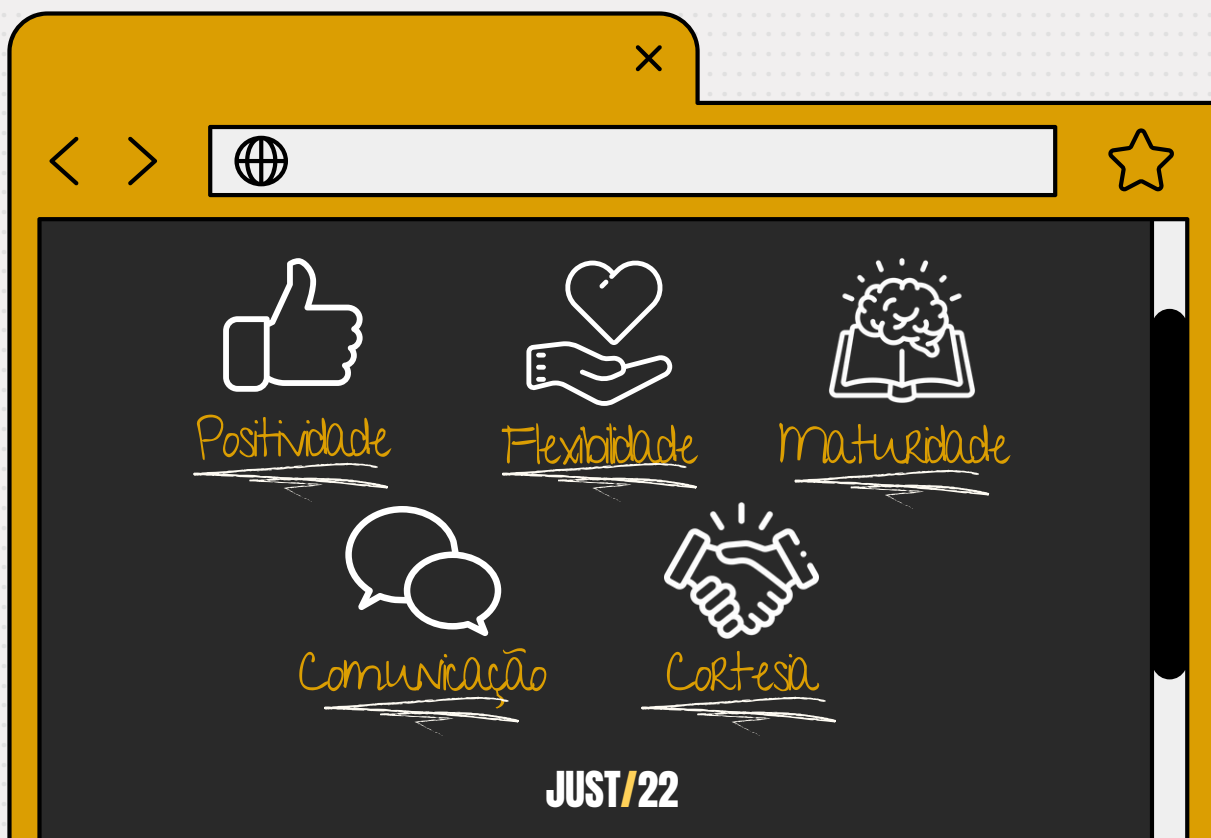 Positividade
Flexibilidade
Maturidade
Comunicação
Cortesia
JUST/22